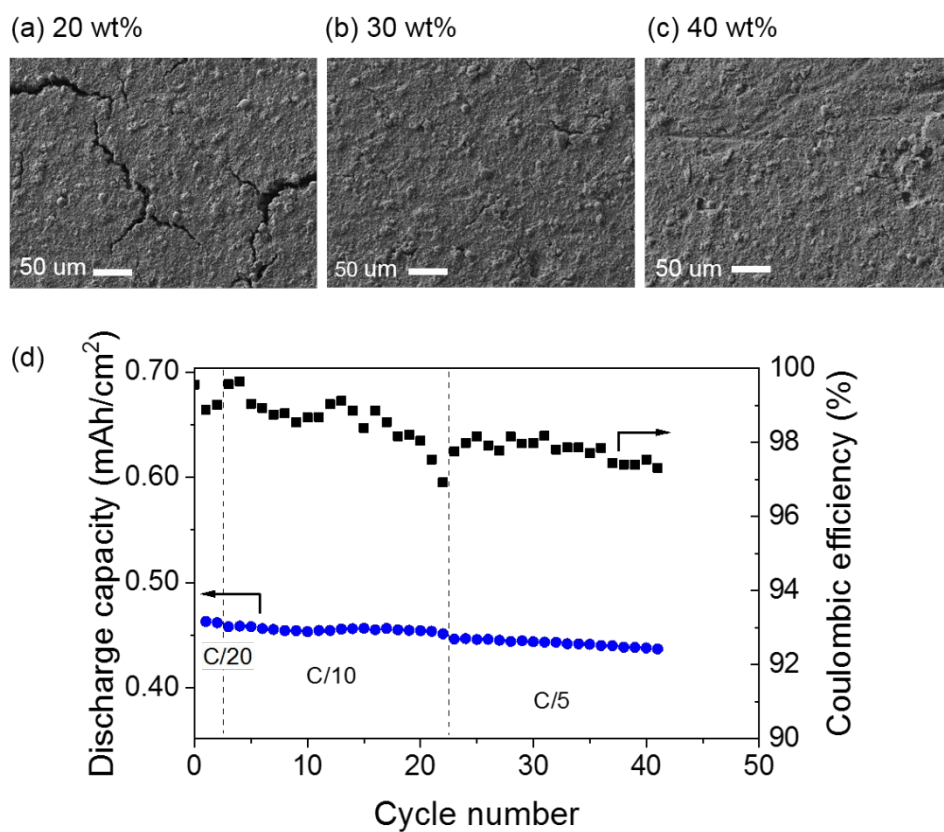 (a) 20 wt%
(b) 30 wt%
(c) 40 wt%
50 um
50 um
50 um
(d)
Discharge capacity (mAh/cm²)
0.70
0.60
0.50
0.40
C/20
C/10
C/5
100
98
96
94
92
90
Coulombic efficiency (%)
0
10
20
30
40
50
Cycle number